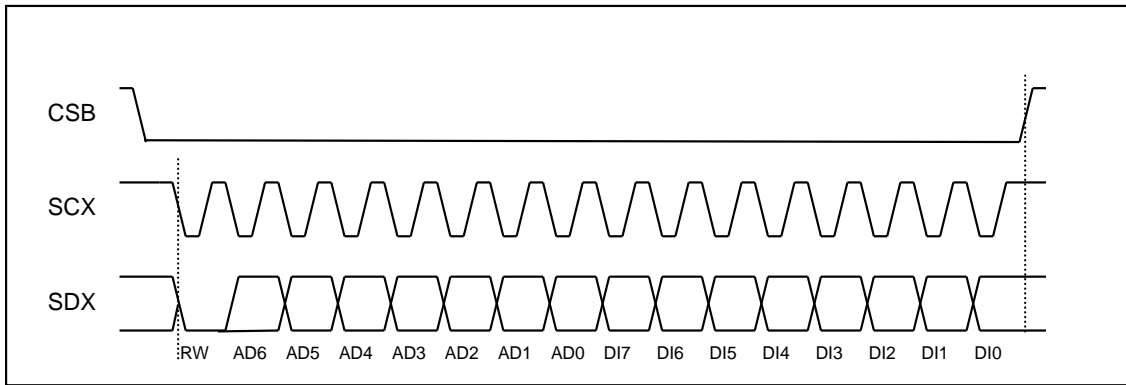 CSB
SCX
SDX
RW AD6 AD5 AD4 AD3 AD2 AD1 AD0 DI7 DI6 DI5 DI4 DI3 DI2 DI1 DI0